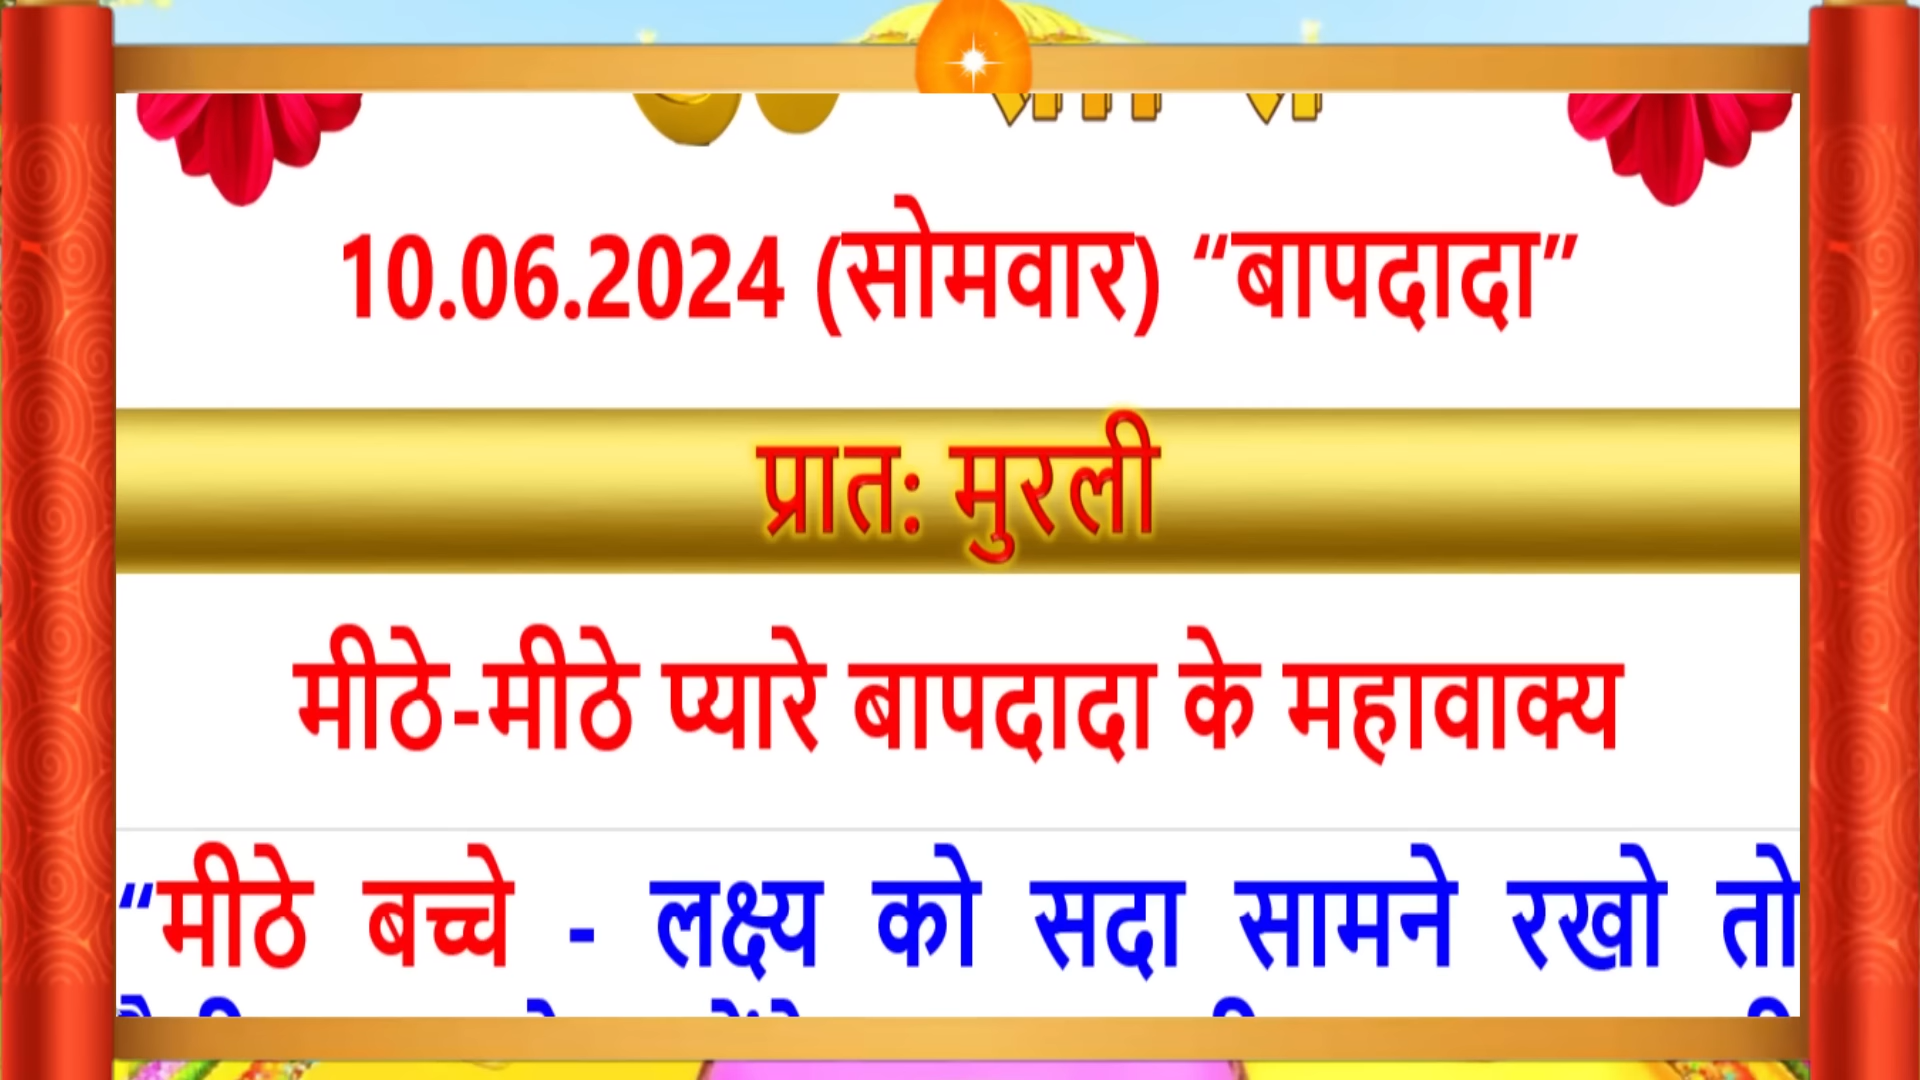 10.06.2024 (सोमवार) “बापदादा”
प्रात: मुरली
मीठे-मीठे प्यारे बापदादा के महावाक्य
“मीठे बच्चे - लक्ष्य को सदा सामने रखो तो